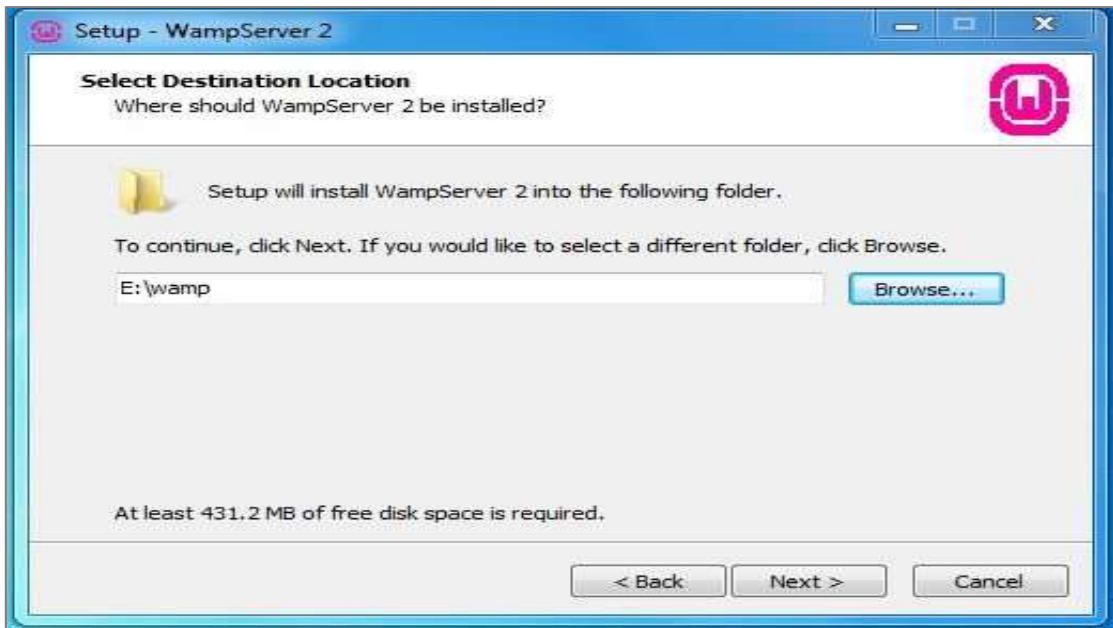 Setup - WampServer 2
Select Destination Location
Where should WampServer 2 be installed?
Setup will install WampServer 2 into the following folder.
To continue, click Next. If you would like to select a different folder, click Browse.
E:\wamp
Browse...
At least 431.2 MB of free disk space is required.
< Back Next > Cancel